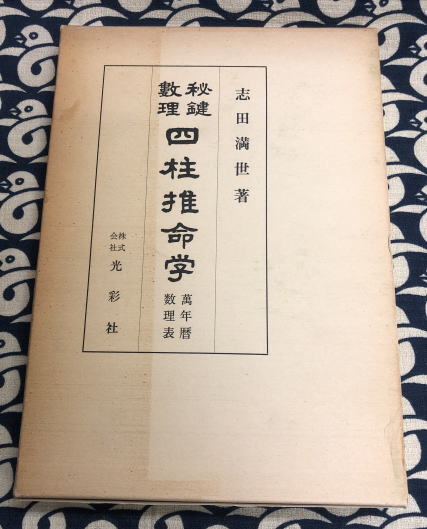 志田満世著
秘鍵
數理
四柱推命学
萬年暦
数理表
株式
会社
光彩社